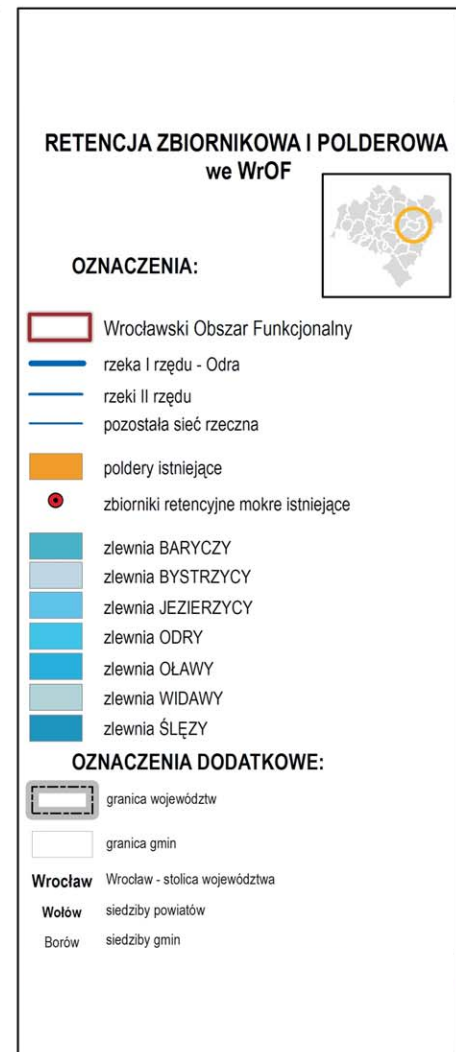 RETENCJA ZBIORNIKOWA I POLDEROWA
we WrOF
OZNACZENIA:
Wrocławski Obszar Funkcjonalny
rzeka I rzędu - Odra
rzeki II rzędu
pozostała sieć rzeczna
poldery istniejące
zbiorniki retencyjne mokre istniejące
zlewnia BARYCZY
zlewnia BYSTRZYCY
zlewnia JEZIERZYCY
zlewnia ODRY
zlewnia OŁAWY
zlewnia WIDAWY
zlewnia ŚLĘZY
OZNACZENIA DODATKOWE:
granica województw
granica gmin
Wrocław Wrocław - stolica województwa
Wołów siedziby powiatów
Borów siedziby gmin